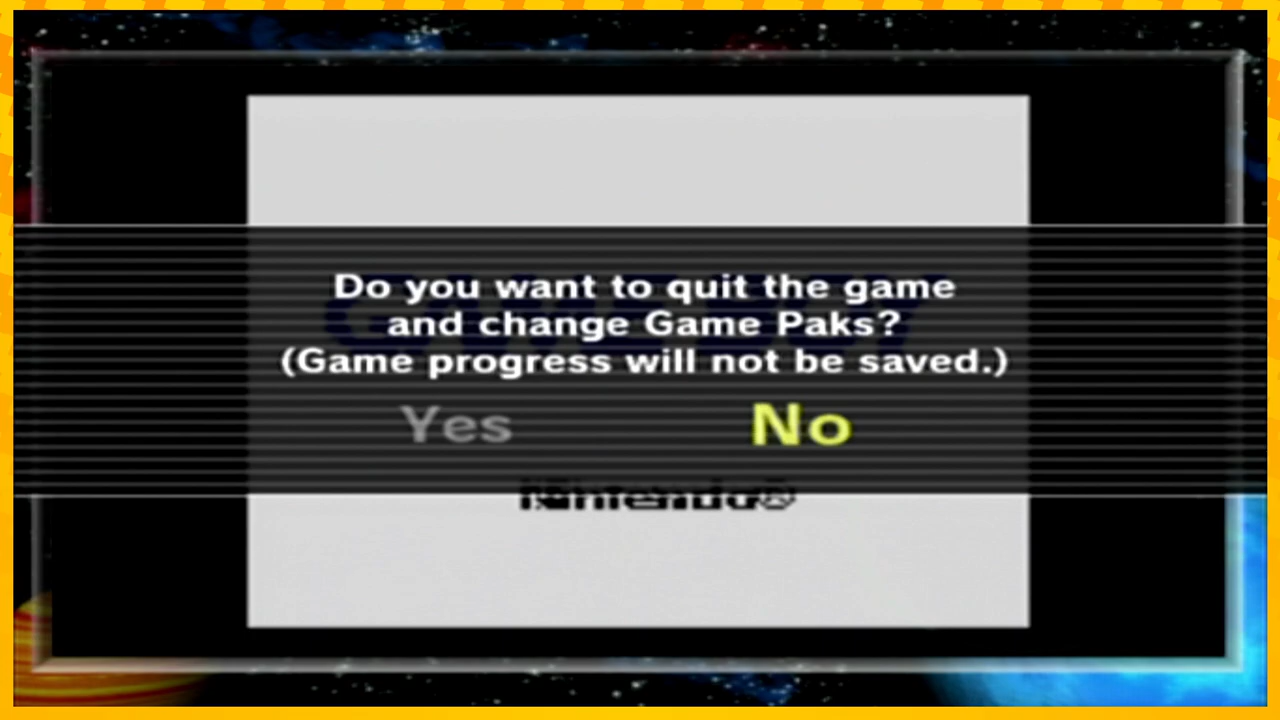 Do you want to quit the game
and change Game Paks?
(Game progress will not be saved.)
Yes No
Nintendo®